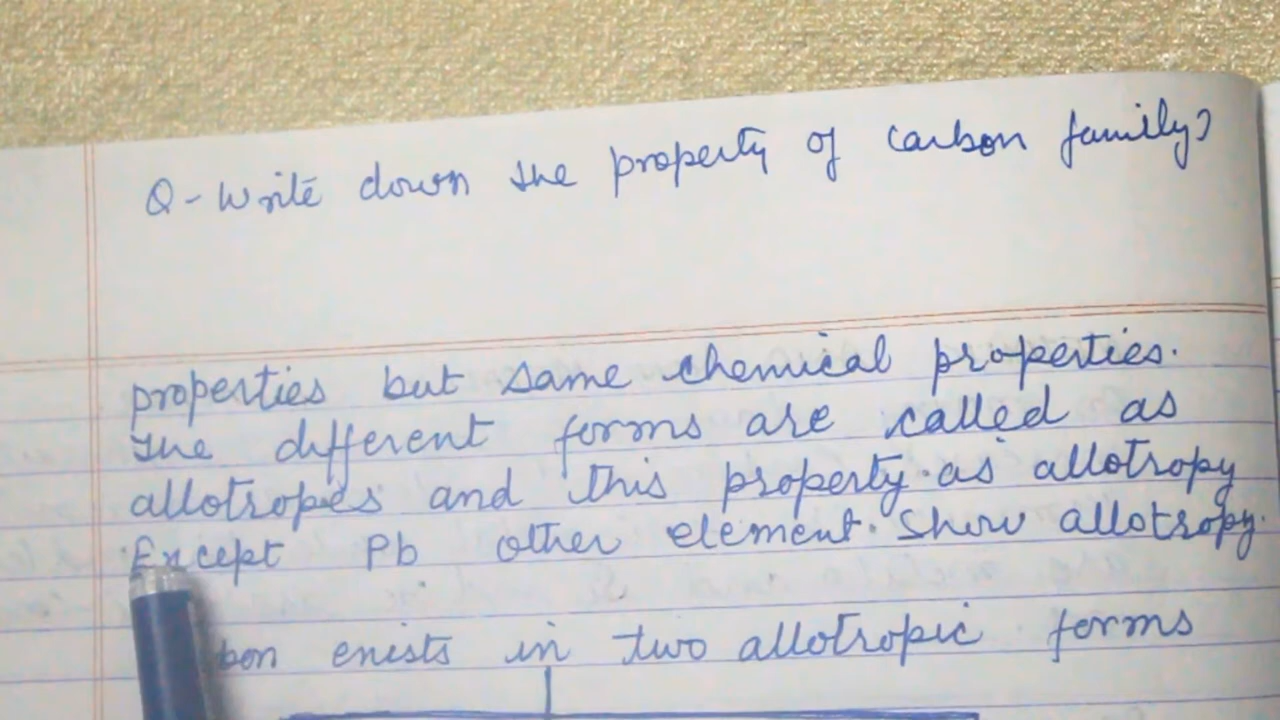 Q - Write down the property of carbon family?
properties but same chemical properties.
The different forms are called as
allotropes and this property as allotropy
Except Pb other element show allotropy.
bon exists in two allotropic forms